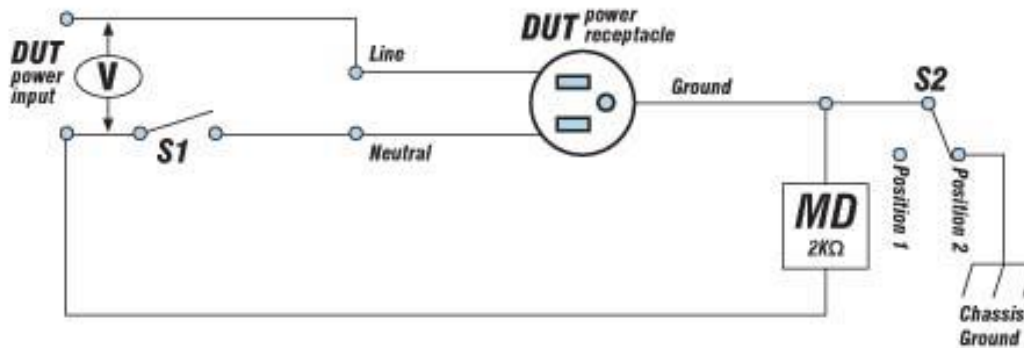 DUT
power
input
V
S1
Line
Neutral
DUT power
receptacle
Ground
S2
MD
2KΩ
Position 1
Position 2
Chassis
Ground